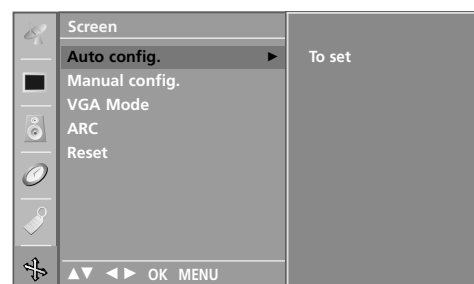 Screen
Auto config. ►
To set
Manual config.
VGA Mode
ARC
Reset
▲▼ ◄► OK MENU